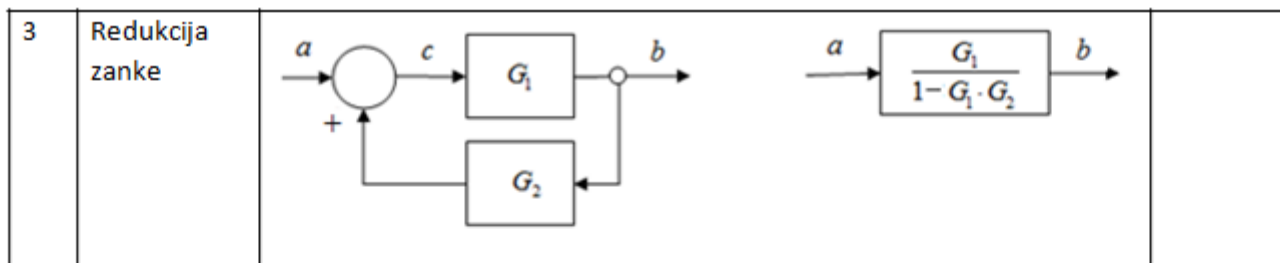 3
Redukcija
zanke
a
c
G₁
b
+
G₂
a
G₁
1 − G₁ · G₂
b